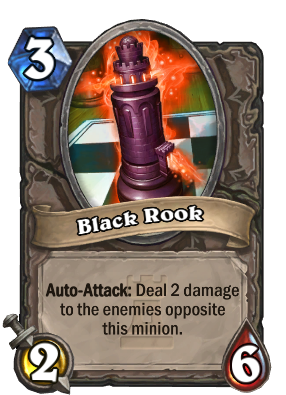 3
Black Rook
Auto-Attack: Deal 2 damage
to the enemies opposite
this minion.
2
6